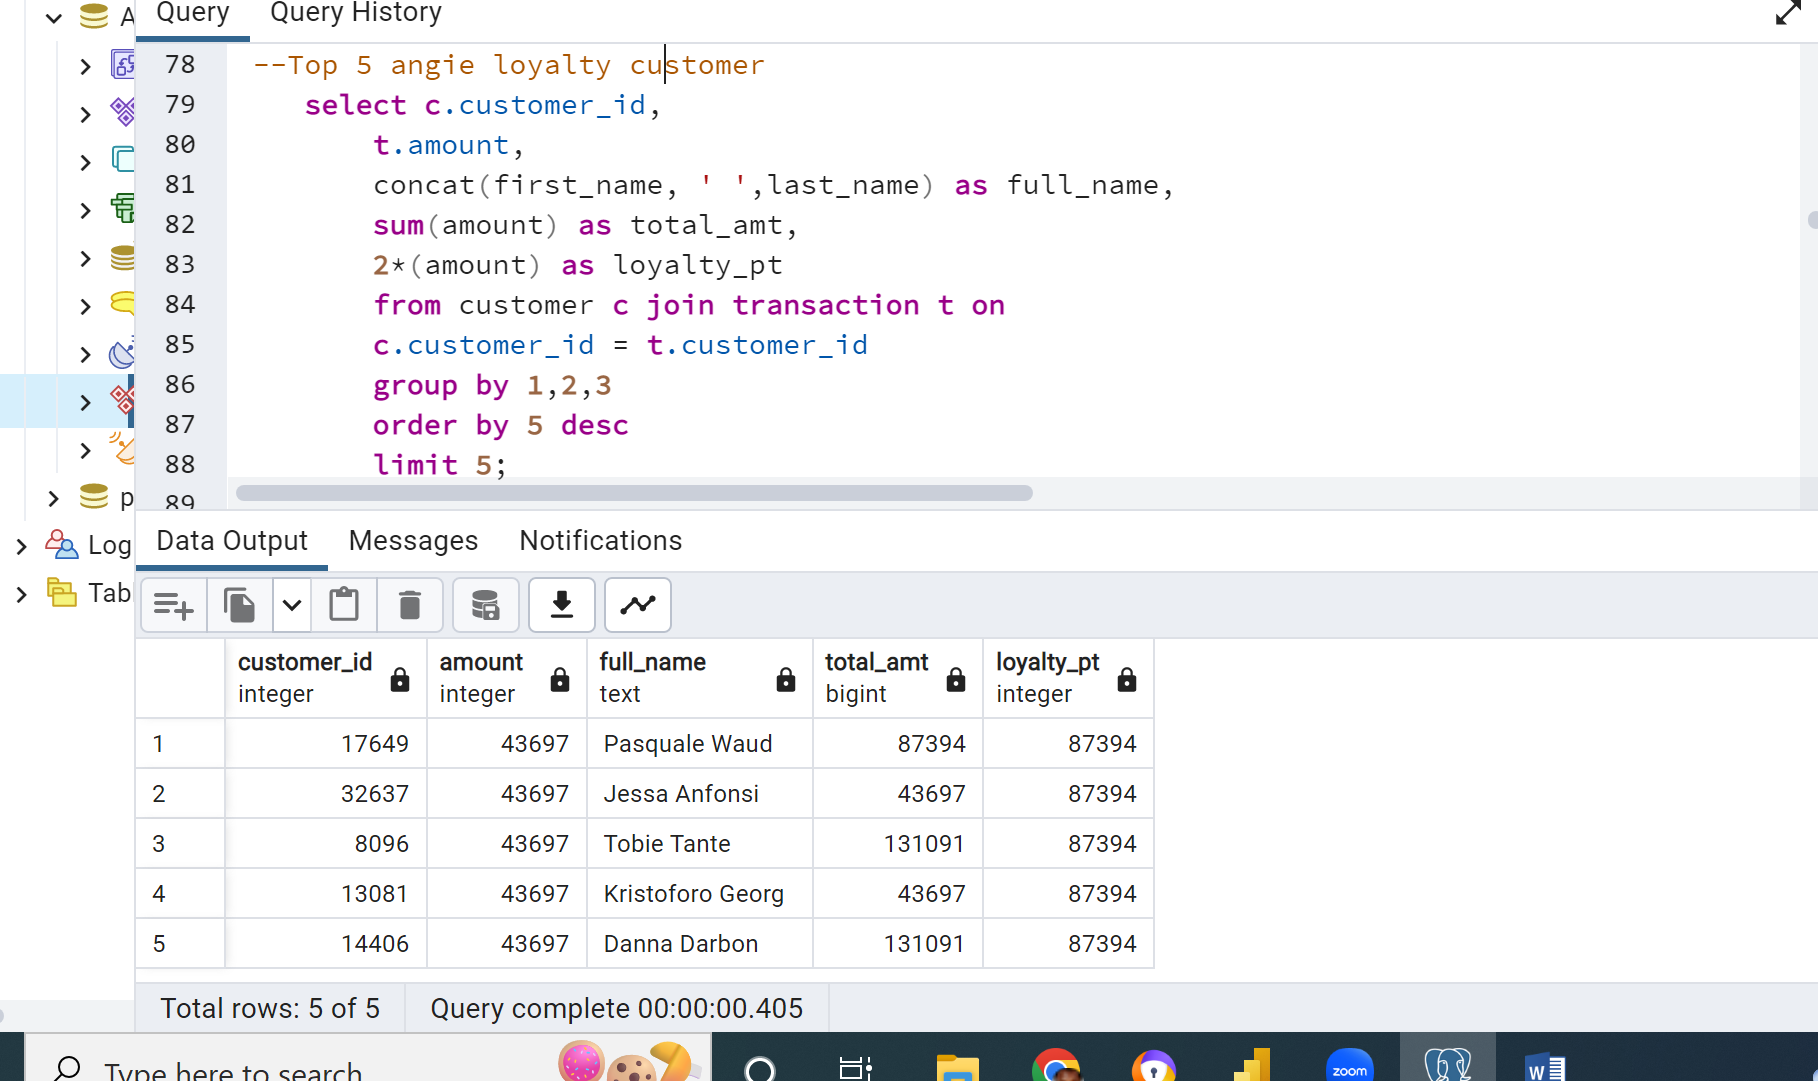 A
Query Query History
78 --Top 5 angie loyalty customer
79 select c.customer_id,
80 t.amount,
81 concat(first_name, ' ',last_name) as full_name,
82 sum(amount) as total_amt,
83 2*(amount) as loyalty_pt
84 from customer c join transaction t on
85 c.customer_id = t.customer_id
86 group by 1,2,3
87 order by 5 desc
88 limit 5;
89
p
Log
Tab
Data Output Messages Notifications
customer_id amount full_name total_amt loyalty_pt
integer integer text bigint integer
1 17649 43697 Pasquale Waud 87394 87394
2 32637 43697 Jessa Anfonsi 43697 87394
3 8096 43697 Tobie Tante 131091 87394
4 13081 43697 Kristoforo Georg 43697 87394
5 14406 43697 Danna Darbon 131091 87394
Total rows: 5 of 5 Query complete 00:00:00.405
Type here to search
zoom
W